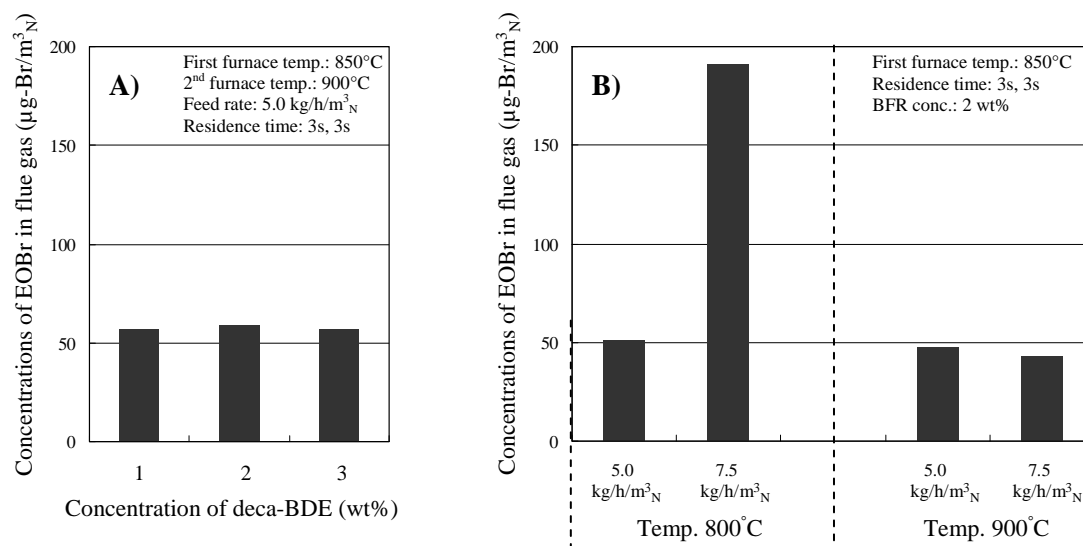 Concentrations of EOBr in flue gas (µg-Br/m³N)
200
150
100
50
0
A)
First furnace temp.: 850°C
2nd furnace temp.: 900°C
Feed rate: 5.0 kg/h/m³N
Residence time: 3s, 3s
1 2 3
Concentration of deca-BDE (wt%)
Concentrations of EOBr in flue gas (µg-Br/m³N)
200
150
100
50
0
B)
First furnace temp.: 850°C
Residence time: 3s, 3s
BFR conc.: 2 wt%
5.0 7.5 5.0 7.5
kg/h/m³N kg/h/m³N kg/h/m³N kg/h/m³N
Temp. 800°C Temp. 900°C